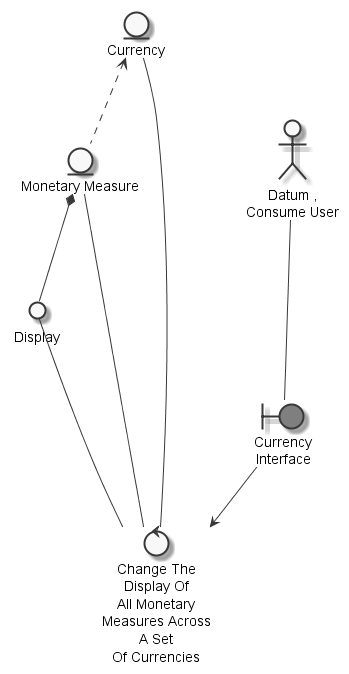 Currency
Monetary Measure
Datum ,
Consume User
Display
Currency
Interface
Change The
Display Of
All Monetary
Measures Across
A Set
Of Currencies